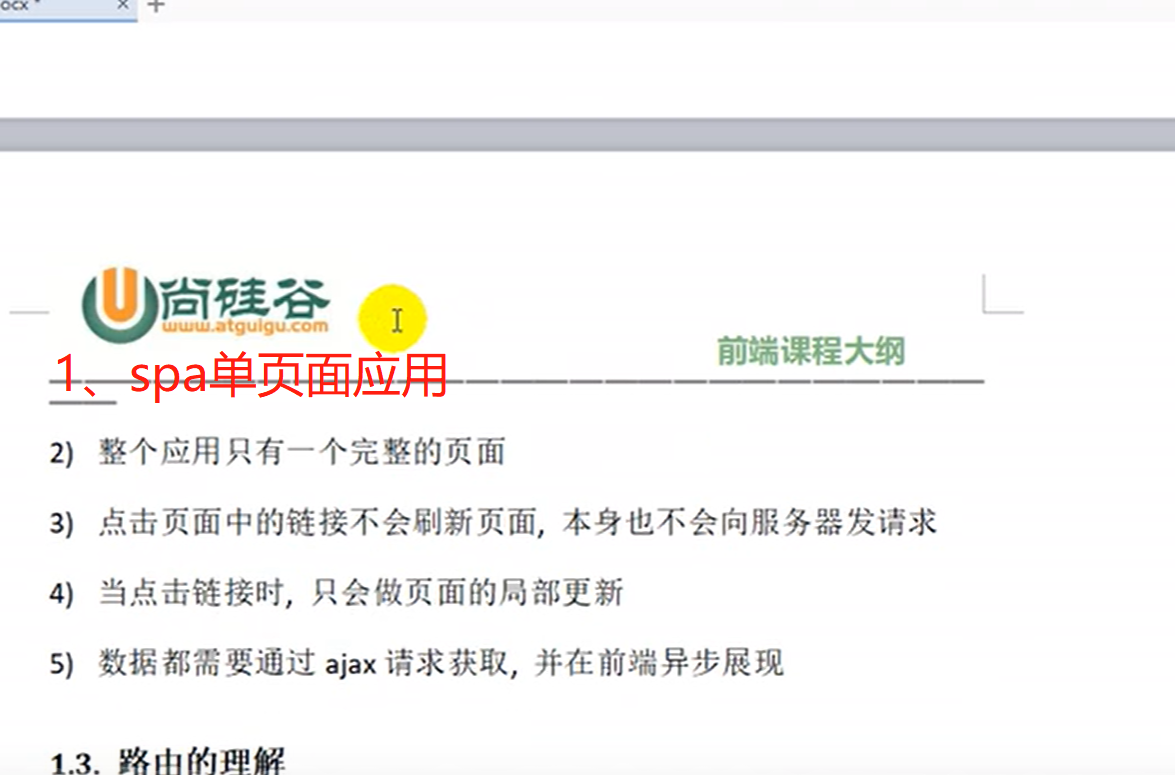 ocx *
尚硅谷
www.atguigu.com
前端课程大纲
1、spa单页面应用
2) 整个应用只有一个完整的页面
3) 点击页面中的链接不会刷新页面, 本身也不会向服务器发请求
4) 当点击链接时, 只会做页面的局部更新
5) 数据都需要通过 ajax 请求获取, 并在前端异步展现
1.3. 路由的理解